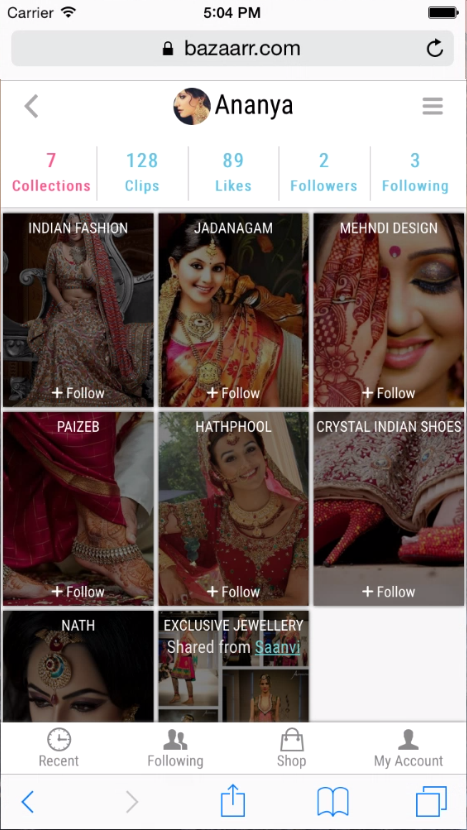 Carrier 5:04 PM
bazaarr.com
Ananya
7 128 89 2 3
Collections Clips Likes Followers Following
INDIAN FASHION JADANAGAM MEHNDI DESIGN
+ Follow + Follow + Follow
PAIZEB HATHPHOOL CRYSTAL INDIAN SHOES
+ Follow + Follow + Follow
NATH EXCLUSIVE JEWELLERY
Shared from Saanvi
Recent Following Shop My Account